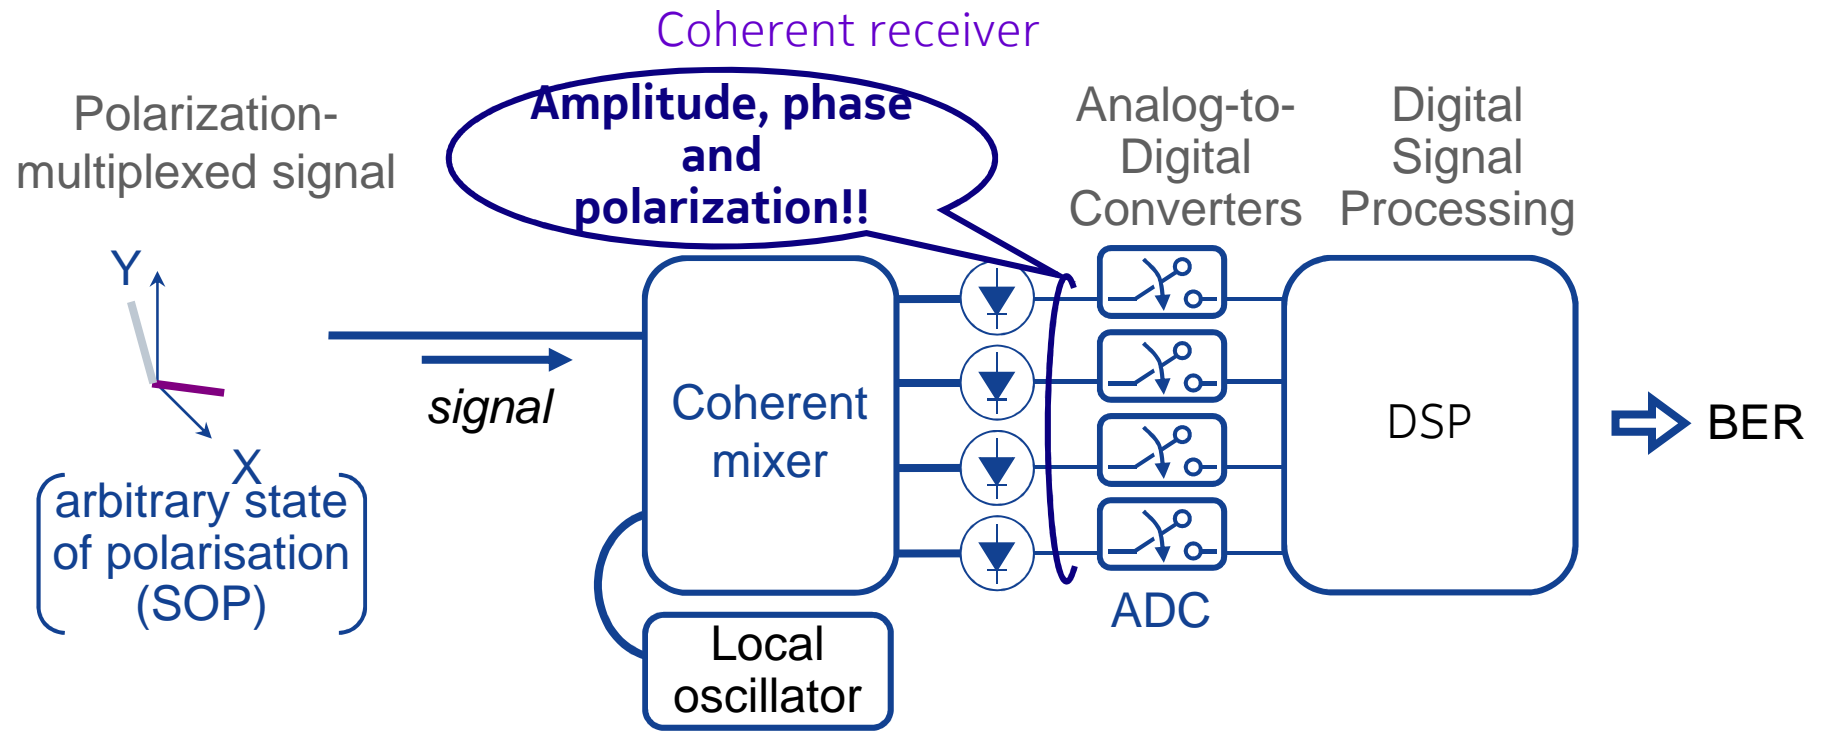 Coherent receiver
Polarization-
multiplexed signal
Amplitude, phase
and
polarization!!
Analog-to-
Digital
Converters
Digital
Signal
Processing
Y
X
arbitrary state
of polarisation
(SOP)
signal
Coherent
mixer
Local
oscillator
ADC
DSP
BER